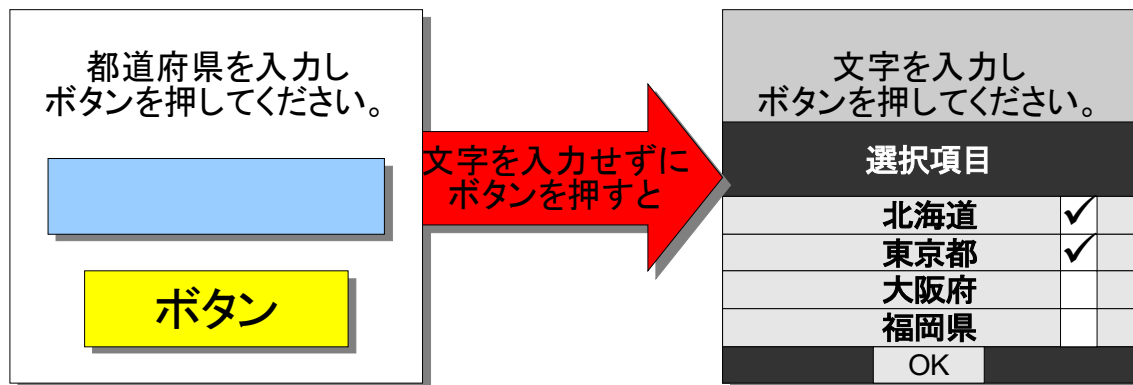 都道府県を入力し
ボタンを押してください。
ボタン
文字を入力せずに
ボタンを押すと
文字を入力し
ボタンを押してください。
選択項目
北海道 ✓
東京都 ✓
大阪府
福岡県
OK